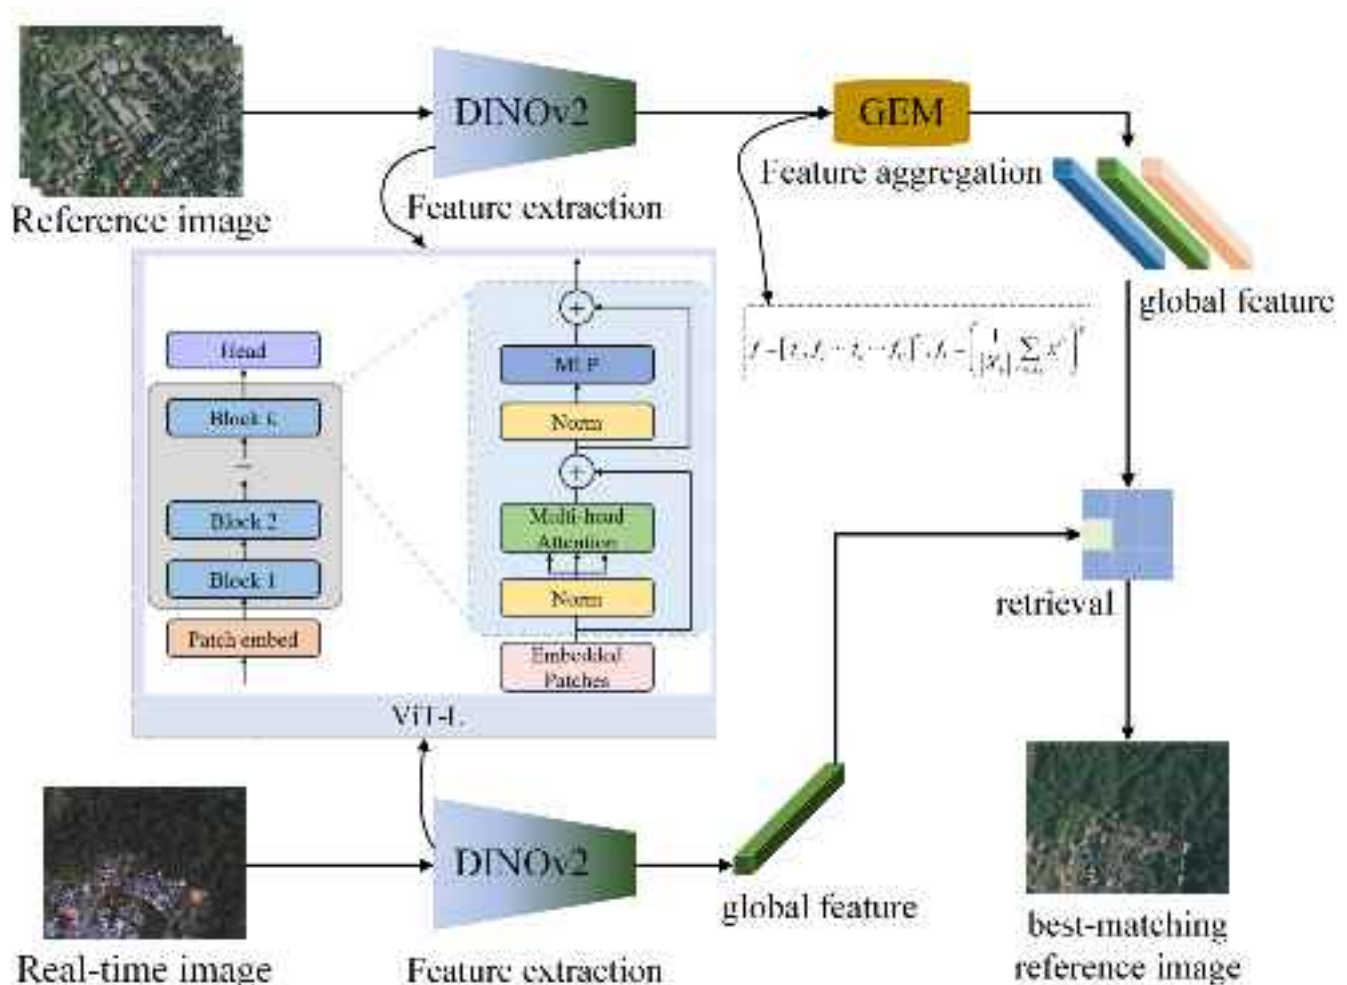 DINOv2
GEM
Feature aggregation
Reference image
Feature extraction
global feature
Head
MLP
Block
Norm
Block 2
Multi-head
Attention
Block 1
Norm
retrieval
Patch embed
Embedded
Patches
ViT-L
DINOv2
global feature
best-matching
reference image
Real-time image
Feature extraction